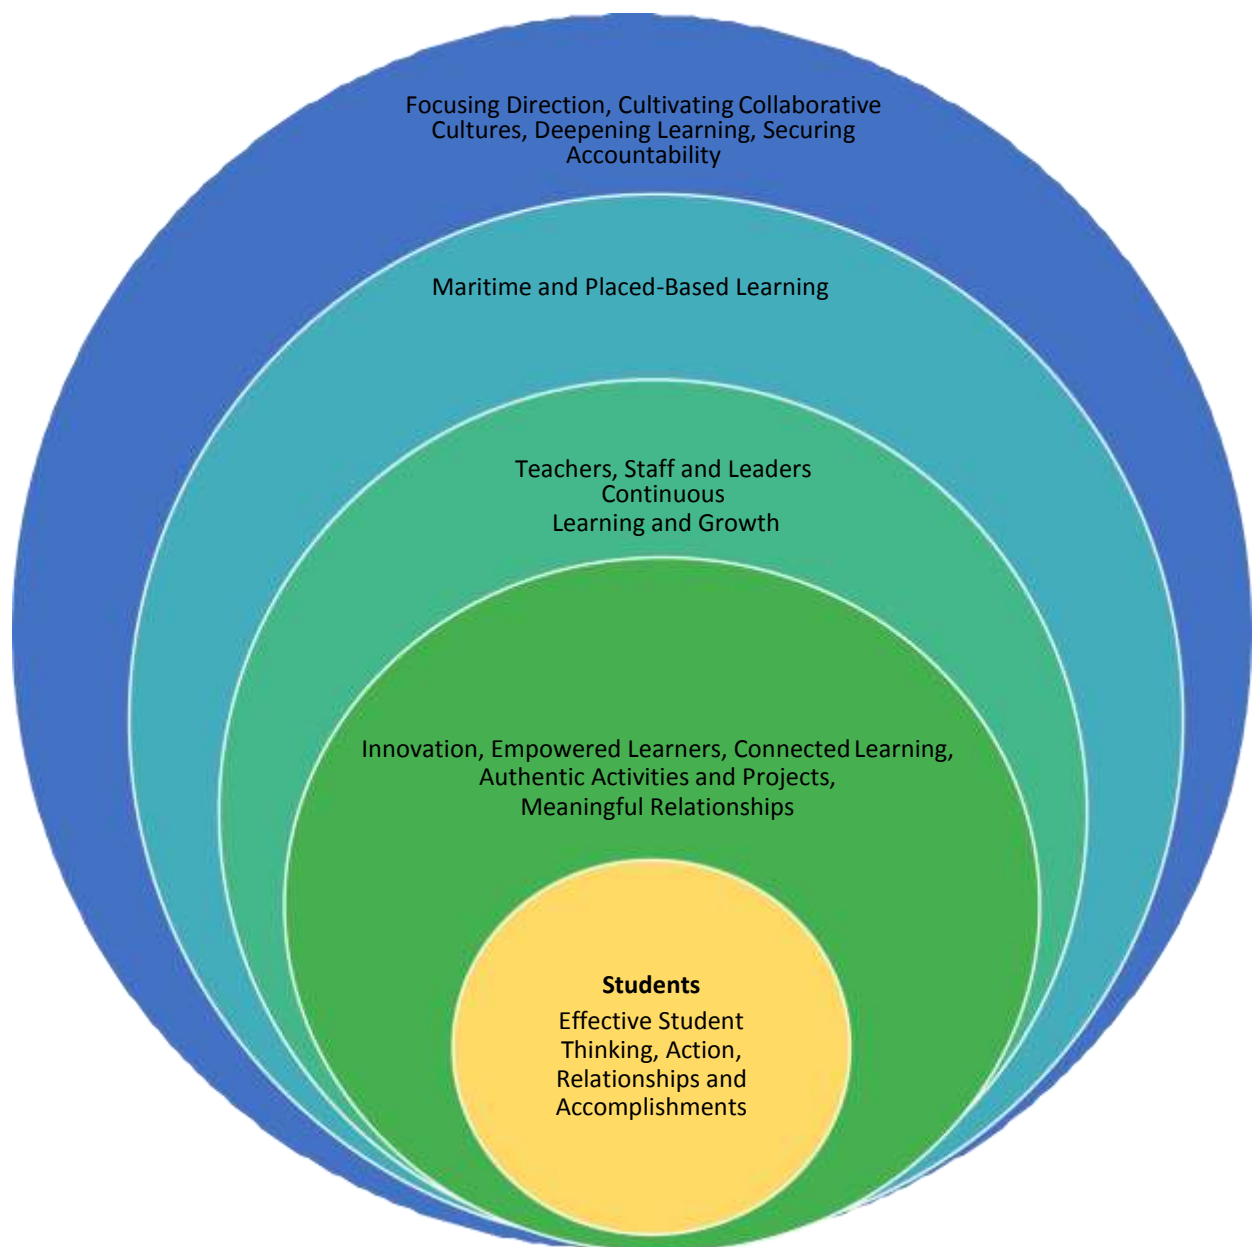 Focusing Direction, Cultivating Collaborative
Cultures, Deepening Learning, Securing
Accountability
Maritime and Placed-Based Learning
Teachers, Staff and Leaders
Continuous
Learning and Growth
Innovation, Empowered Learners, Connected Learning,
Authentic Activities and Projects,
Meaningful Relationships
Students
Effective Student
Thinking, Action,
Relationships and
Accomplishments